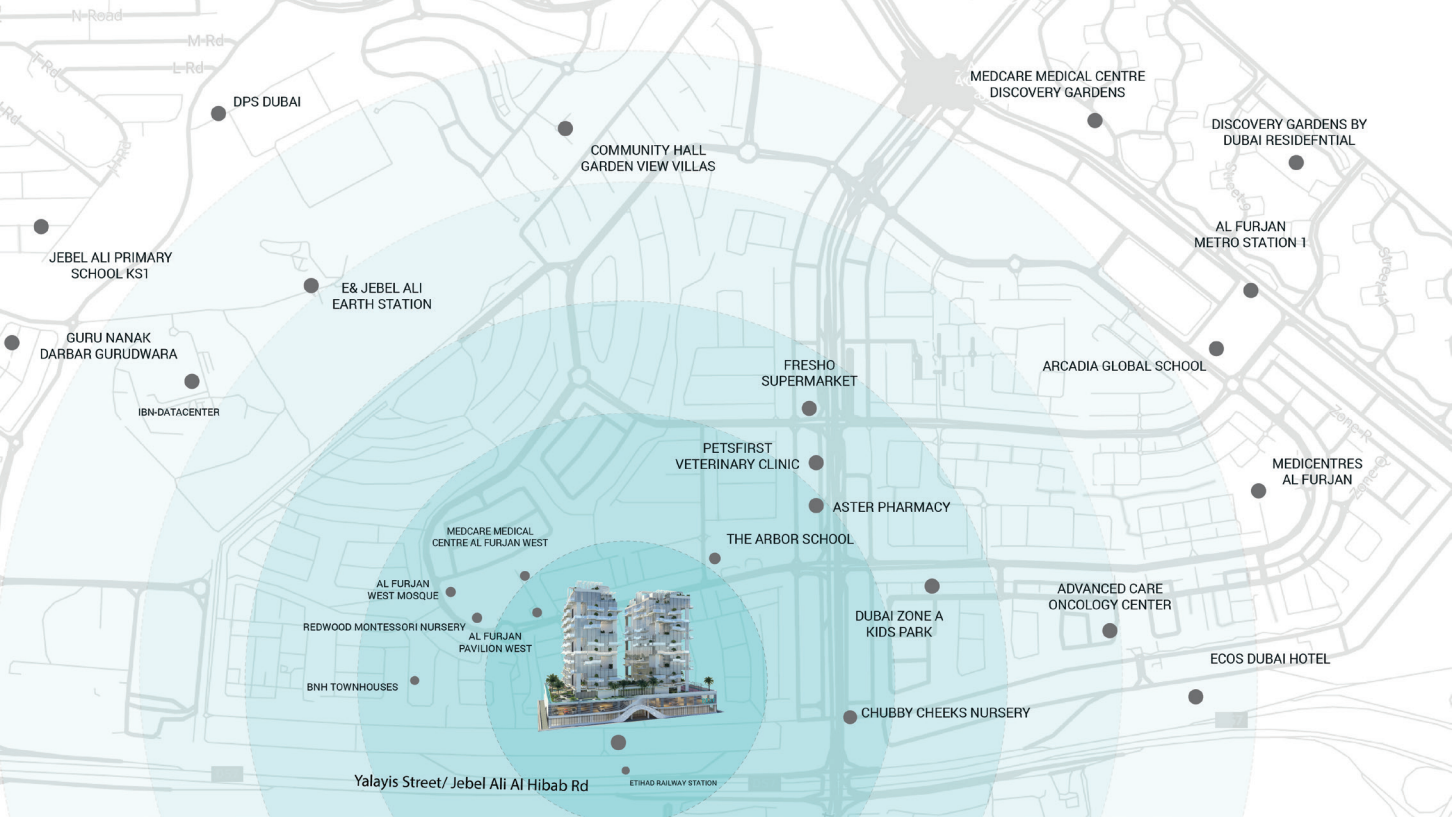 N-Road
M-Rd
L-Rd
T-Rd
H-Rd
DPS DUBAI
COMMUNITY HALL
GARDEN VIEW VILLAS
MEDCARE MEDICAL CENTRE
DISCOVERY GARDENS
DISCOVERY GARDENS BY
DUBAI RESIDEFNTIAL
Street 9
AL FURJAN
METRO STATION 1
JEBEL ALI PRIMARY
SCHOOL KS1
E& JEBEL ALI
EARTH STATION
GURU NANAK
DARBAR GURUDWARA
IBN-DATACENTER
FRESHO
SUPERMARKET
ARCADIA GLOBAL SCHOOL
PETSFIRST
VETERINARY CLINIC
MEDICENTRES
AL FURJAN
ASTER PHARMACY
MEDCARE MEDICAL
CENTRE AL FURJAN WEST
THE ARBOR SCHOOL
AL FURJAN
WEST MOSQUE
REDWOOD MONTESSORI NURSERY
AL FURJAN
PAVILION WEST
DUBAI ZONE A
KIDS PARK
ADVANCED CARE
ONCOLOGY CENTER
BNH TOWNHOUSES
ECOS DUBAI HOTEL
CHUBBY CHEEKS NURSERY
Yalayis Street/ Jebel Ali Al Hibab Rd
ETIHAD RAILWAY STATION